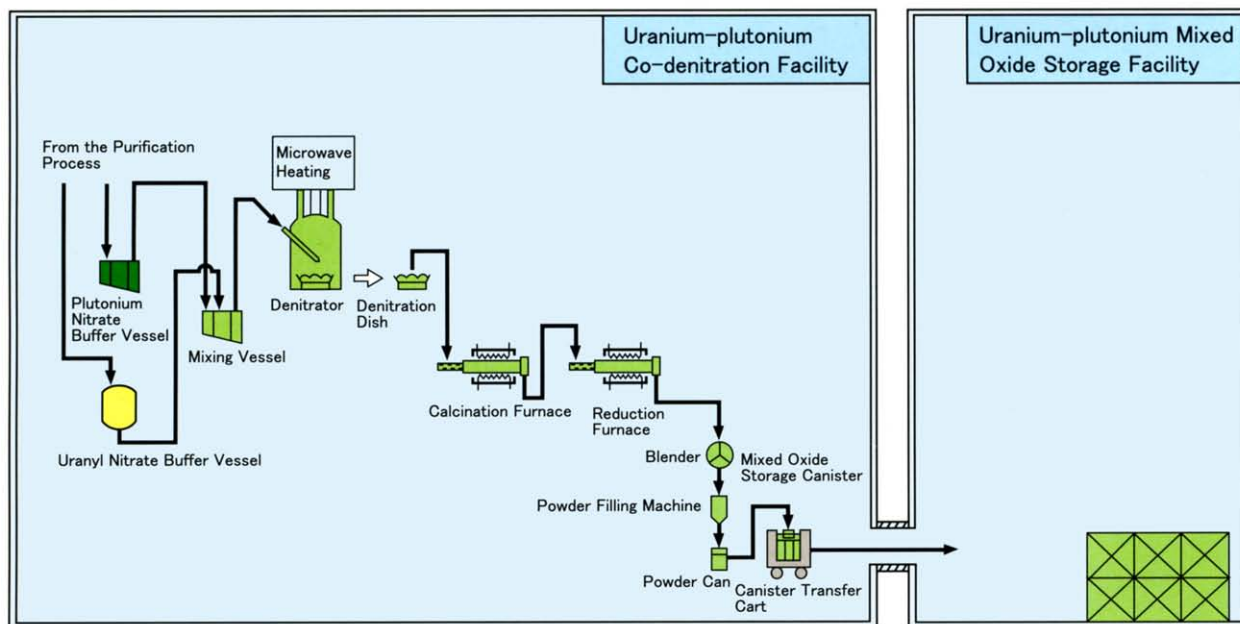 Uranium-plutonium
Co-denitration Facility
Uranium-plutonium Mixed
Oxide Storage Facility
From the Purification
Process
Microwave
Heating
Plutonium
Nitrate
Buffer Vessel
Mixing Vessel
Denitrator
Denitration
Dish
Uranyl Nitrate Buffer Vessel
Calcination Furnace
Reduction
Furnace
Blender
Mixed Oxide
Storage Canister
Powder Filling Machine
Powder Can
Canister Transfer
Cart